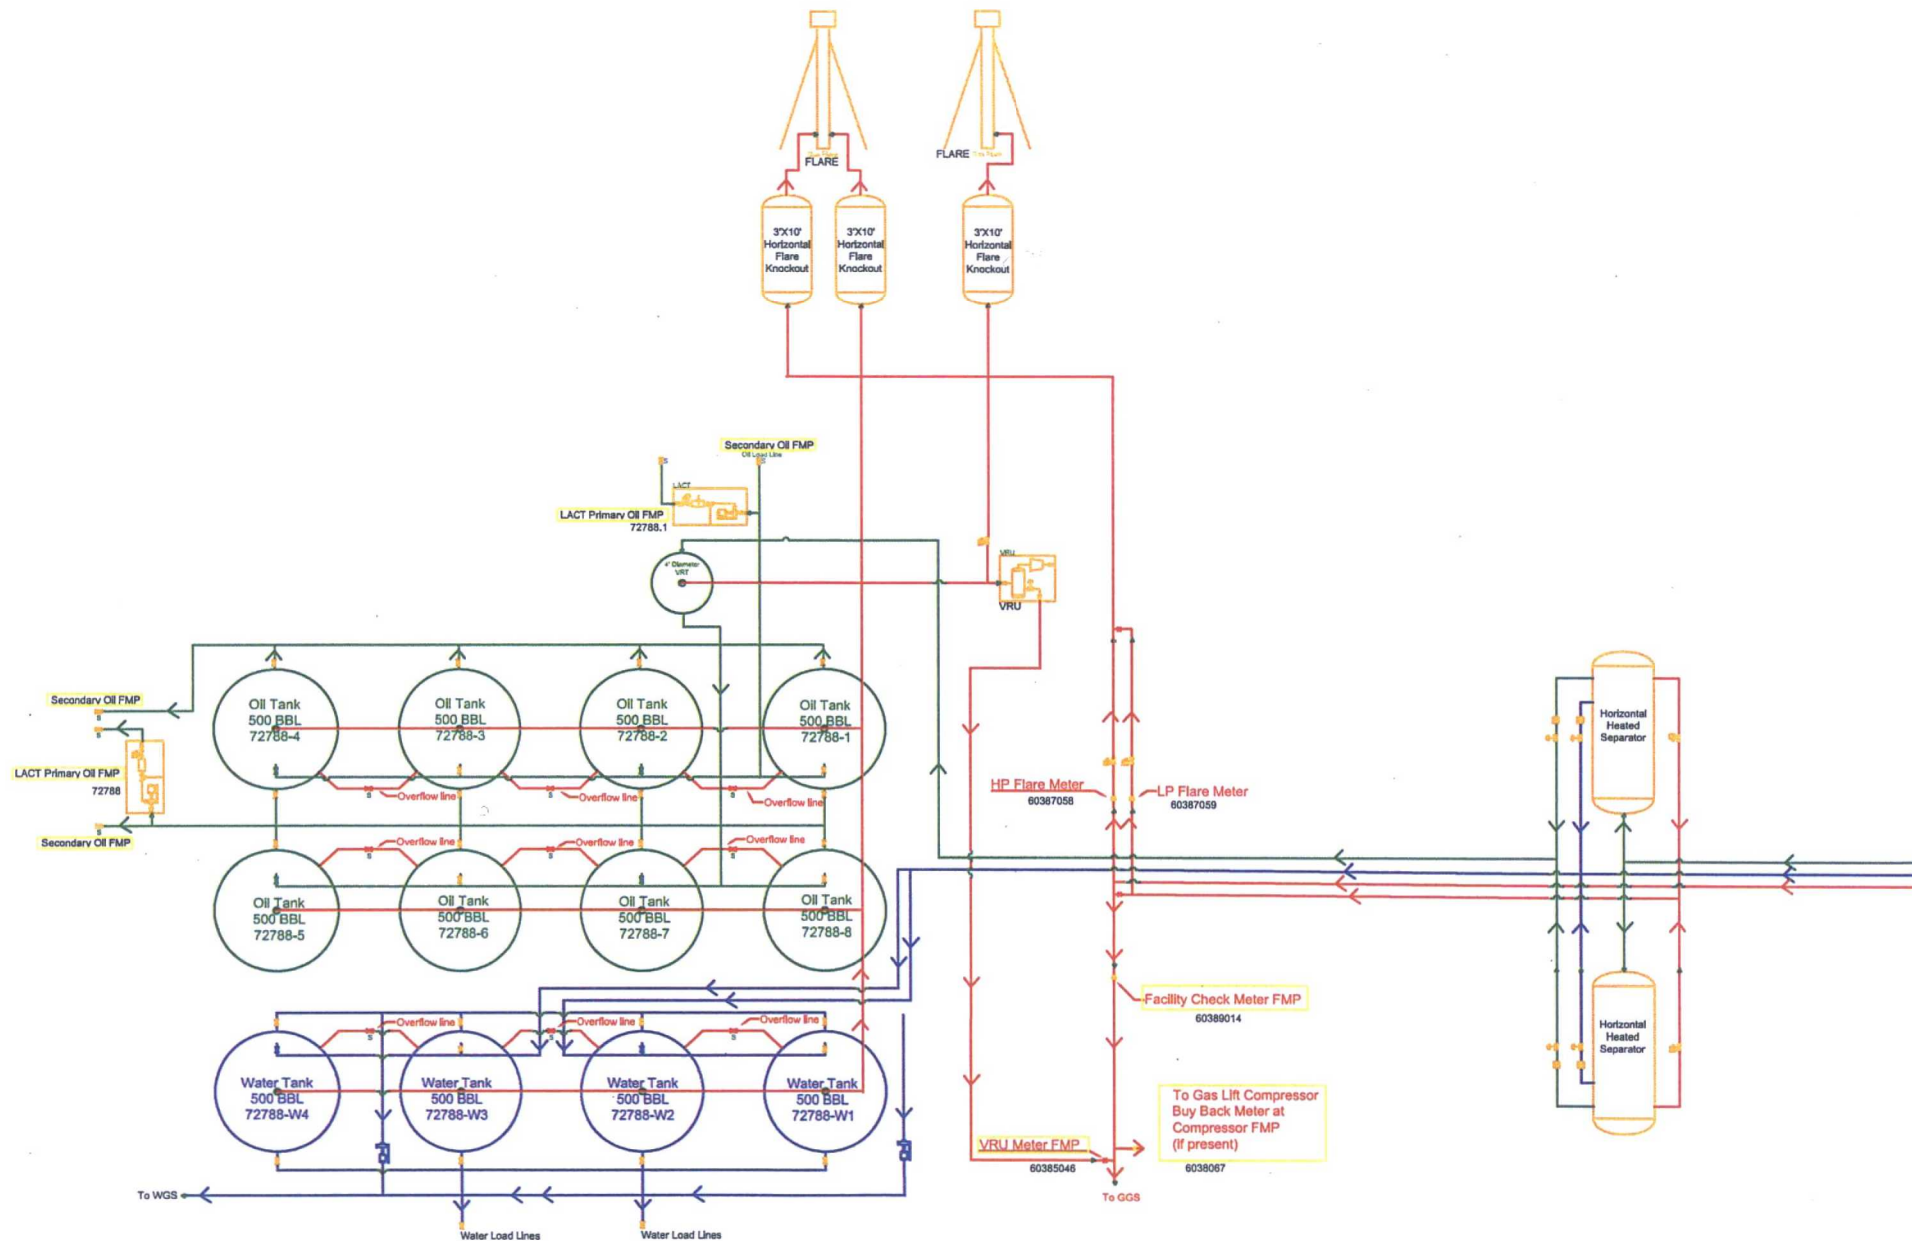 FLARE
FLARE
3'X10'
Horizontal
Flare
Knockout
3'X10'
Horizontal
Flare
Knockout
3'X10'
Horizontal
Flare
Knockout
Secondary Oil FMP
Oil Load Line
S
S
LACT
LACT Primary Oil FMP
72788.1
4' Diameter
VRT
VRU
VRU
Secondary Oil FMP
S
S
LACT Primary Oil FMP
72788
S
Secondary Oil FMP
Oil Tank
500 BBL
72788-4
Oil Tank
500 BBL
72788-3
Oil Tank
500 BBL
72788-2
Oil Tank
500 BBL
72788-1
S
Overflow line
S
Overflow line
S
Overflow line
Overflow line
S
Overflow line
S
Overflow line
S
Oil Tank
500 BBL
72788-5
Oil Tank
500 BBL
72788-6
Oil Tank
500 BBL
72788-7
Oil Tank
500 BBL
72788-8
HP Flare Meter
60387058
LP Flare Meter
60387059
Horizontal
Heated
Separator
Horizontal
Heated
Separator
Facility Check Meter FMP
60389014
Overflow line
S
Overflow line
S
Overflow line
S
Water Tank
500 BBL
72788-W4
Water Tank
500 BBL
72788-W3
Water Tank
500 BBL
72788-W2
Water Tank
500 BBL
72788-W1
To Gas Lift Compressor
Buy Back Meter at
Compressor FMP
(if present)
6038067
VRU Meter FMP
60385046
To GGS
To WGS
Water Load Lines
Water Load Lines